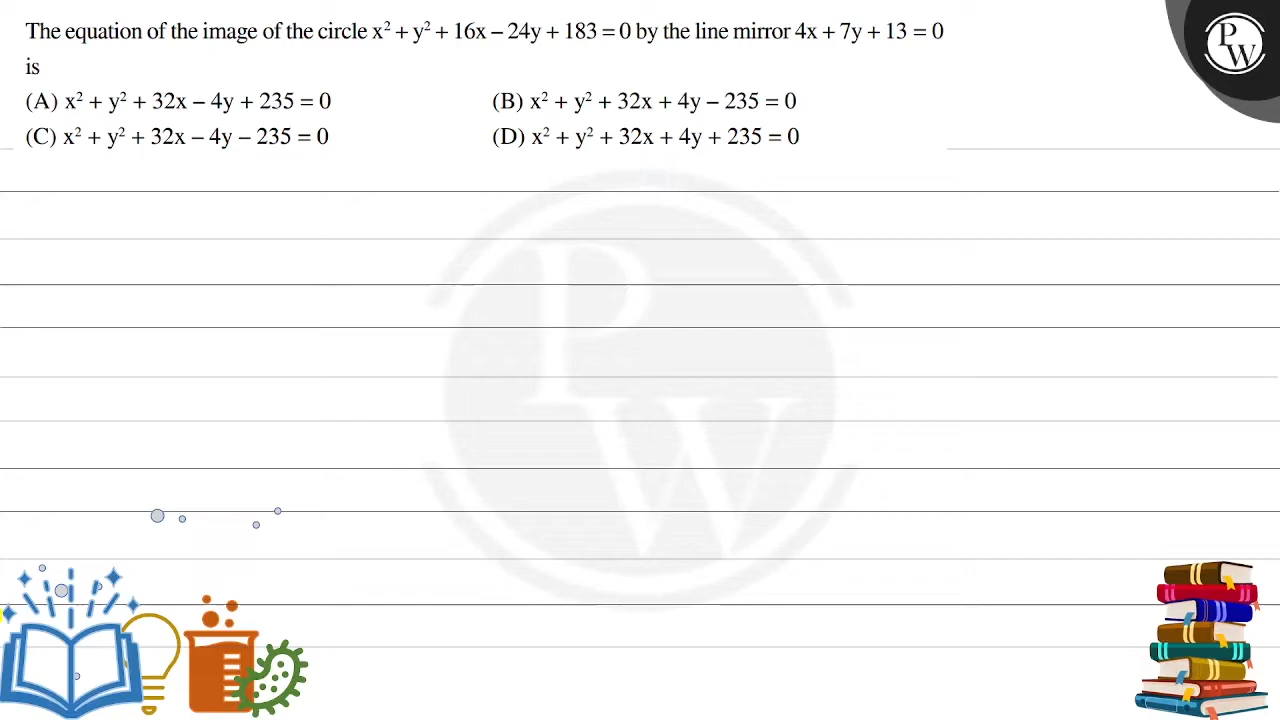 The equation of the image of the circle x² + y² + 16x – 24y + 183 = 0 by the line mirror 4x + 7y + 13 = 0
is
(A) x² + y² + 32x – 4y + 235 = 0 (B) x² + y² + 32x + 4y – 235 = 0
(C) x² + y² + 32x – 4y – 235 = 0 (D) x² + y² + 32x + 4y + 235 = 0
PW
PW